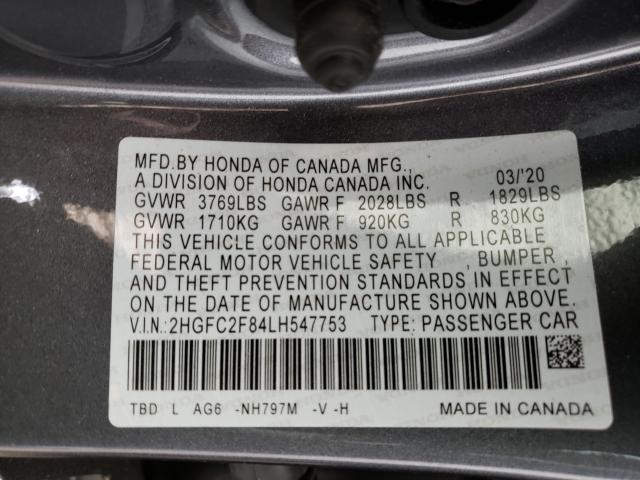 MFD.BY HONDA OF CANADA MFG., 03/'20
A DIVISION OF HONDA CANADA INC.
GVWR 3769LBS GAWR F 2028LBS R 1829LBS
GVWR 1710KG GAWR F 920KG R 830KG
THIS VEHICLE CONFORMS TO ALL APPLICABLE
FEDERAL MOTOR VEHICLE SAFETY , BUMPER ,
AND THEFT PREVENTION STANDARDS IN EFFECT
ON THE DATE OF MANUFACTURE SHOWN ABOVE.
V.I.N.:2HGFC2F84LH547753 TYPE: PASSENGER CAR
TBD L AG6 -NH797M -V -H MADE IN CANADA